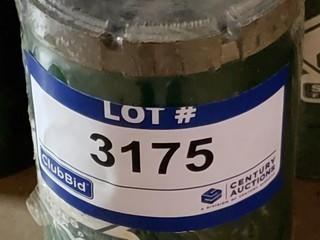 LOT #
3175
ClubBid
CENTURY
AUCTIONS